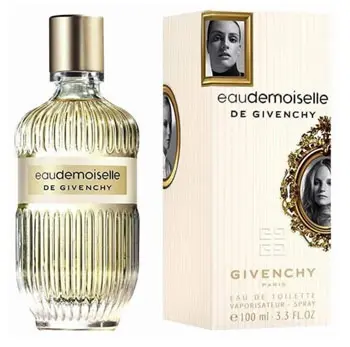 eaudemoiselle
DE GIVENCHY
eaudemoiselle
DE GIVENCHY
GIVENCHY
PARIS
EAU DE TOILETTE
VAPORISATEUR - SPRAY
e 100 ml - 3.3 FL.OZ